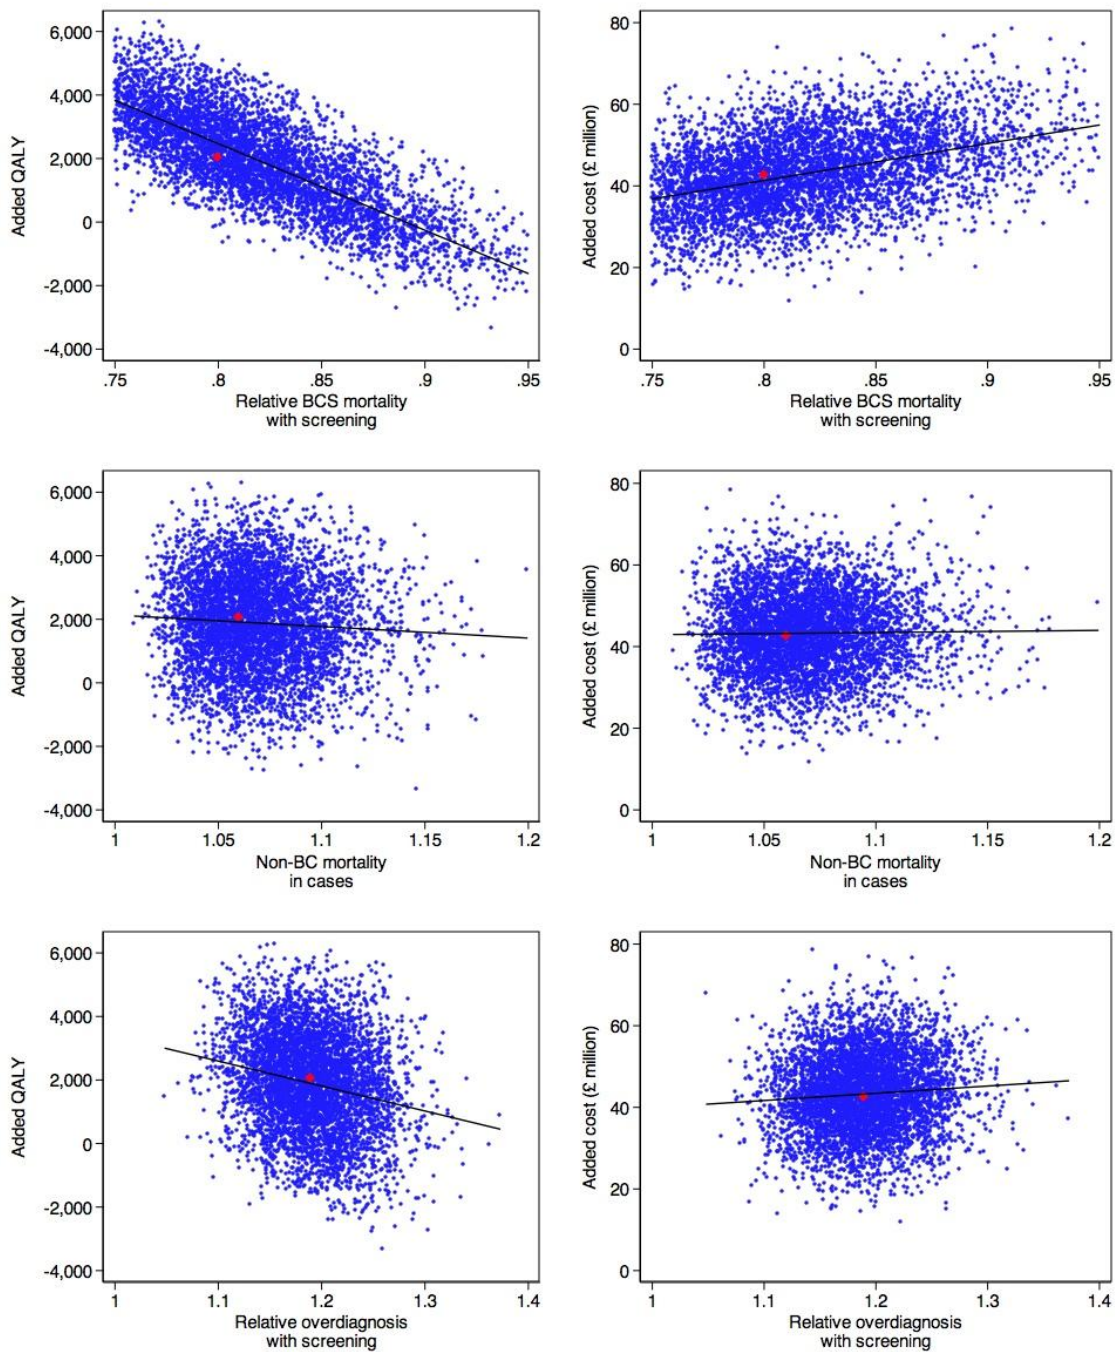 6,000
4,000
2,000
0
-2,000
-4,000
Added QALY
.75 .8 .85 .9 .95
Relative BCS mortality
with screening
80
60
40
20
0
Added cost (£ million)
.75 .8 .85 .9 .95
Relative BCS mortality
with screening
6,000
4,000
2,000
0
-2,000
-4,000
Added QALY
1 1.05 1.1 1.15 1.2
Non-BC mortality
in cases
80
60
40
20
0
Added cost (£ million)
1 1.05 1.1 1.15 1.2
Non-BC mortality
in cases
6,000
4,000
2,000
0
-2,000
-4,000
Added QALY
1 1.1 1.2 1.3 1.4
Relative overdiagnosis
with screening
80
60
40
20
0
Added cost (£ million)
1 1.1 1.2 1.3 1.4
Relative overdiagnosis
with screening